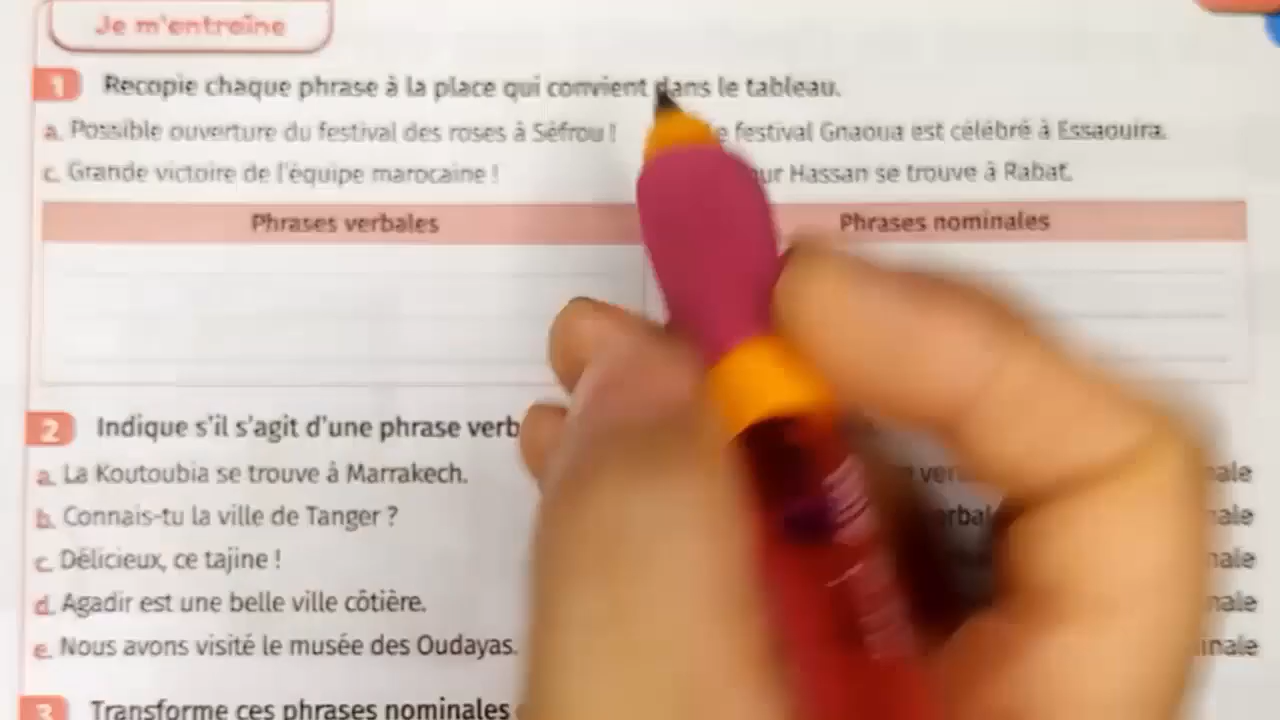 Je m'entraîne
1 Recopie chaque phrase à la place qui convient dans le tableau.
a. Possible ouverture du festival des roses à Séfrou ! festival Gnaoua est célébré à Essaouira.
c. Grande victoire de l'équipe marocaine ! Hassan se trouve à Rabat.
Phrases verbales Phrases nominales
2 Indique s'il s'agit d'une phrase
a. La Koutoubia se trouve à Marrakech.
b. Connais-tu la ville de Tanger ?
c. Délicieux, ce tajine !
d. Agadir est une belle ville côtière.
e. Nous avons visité le musée des Oudayas.
3 Transforme ces phrases nominales